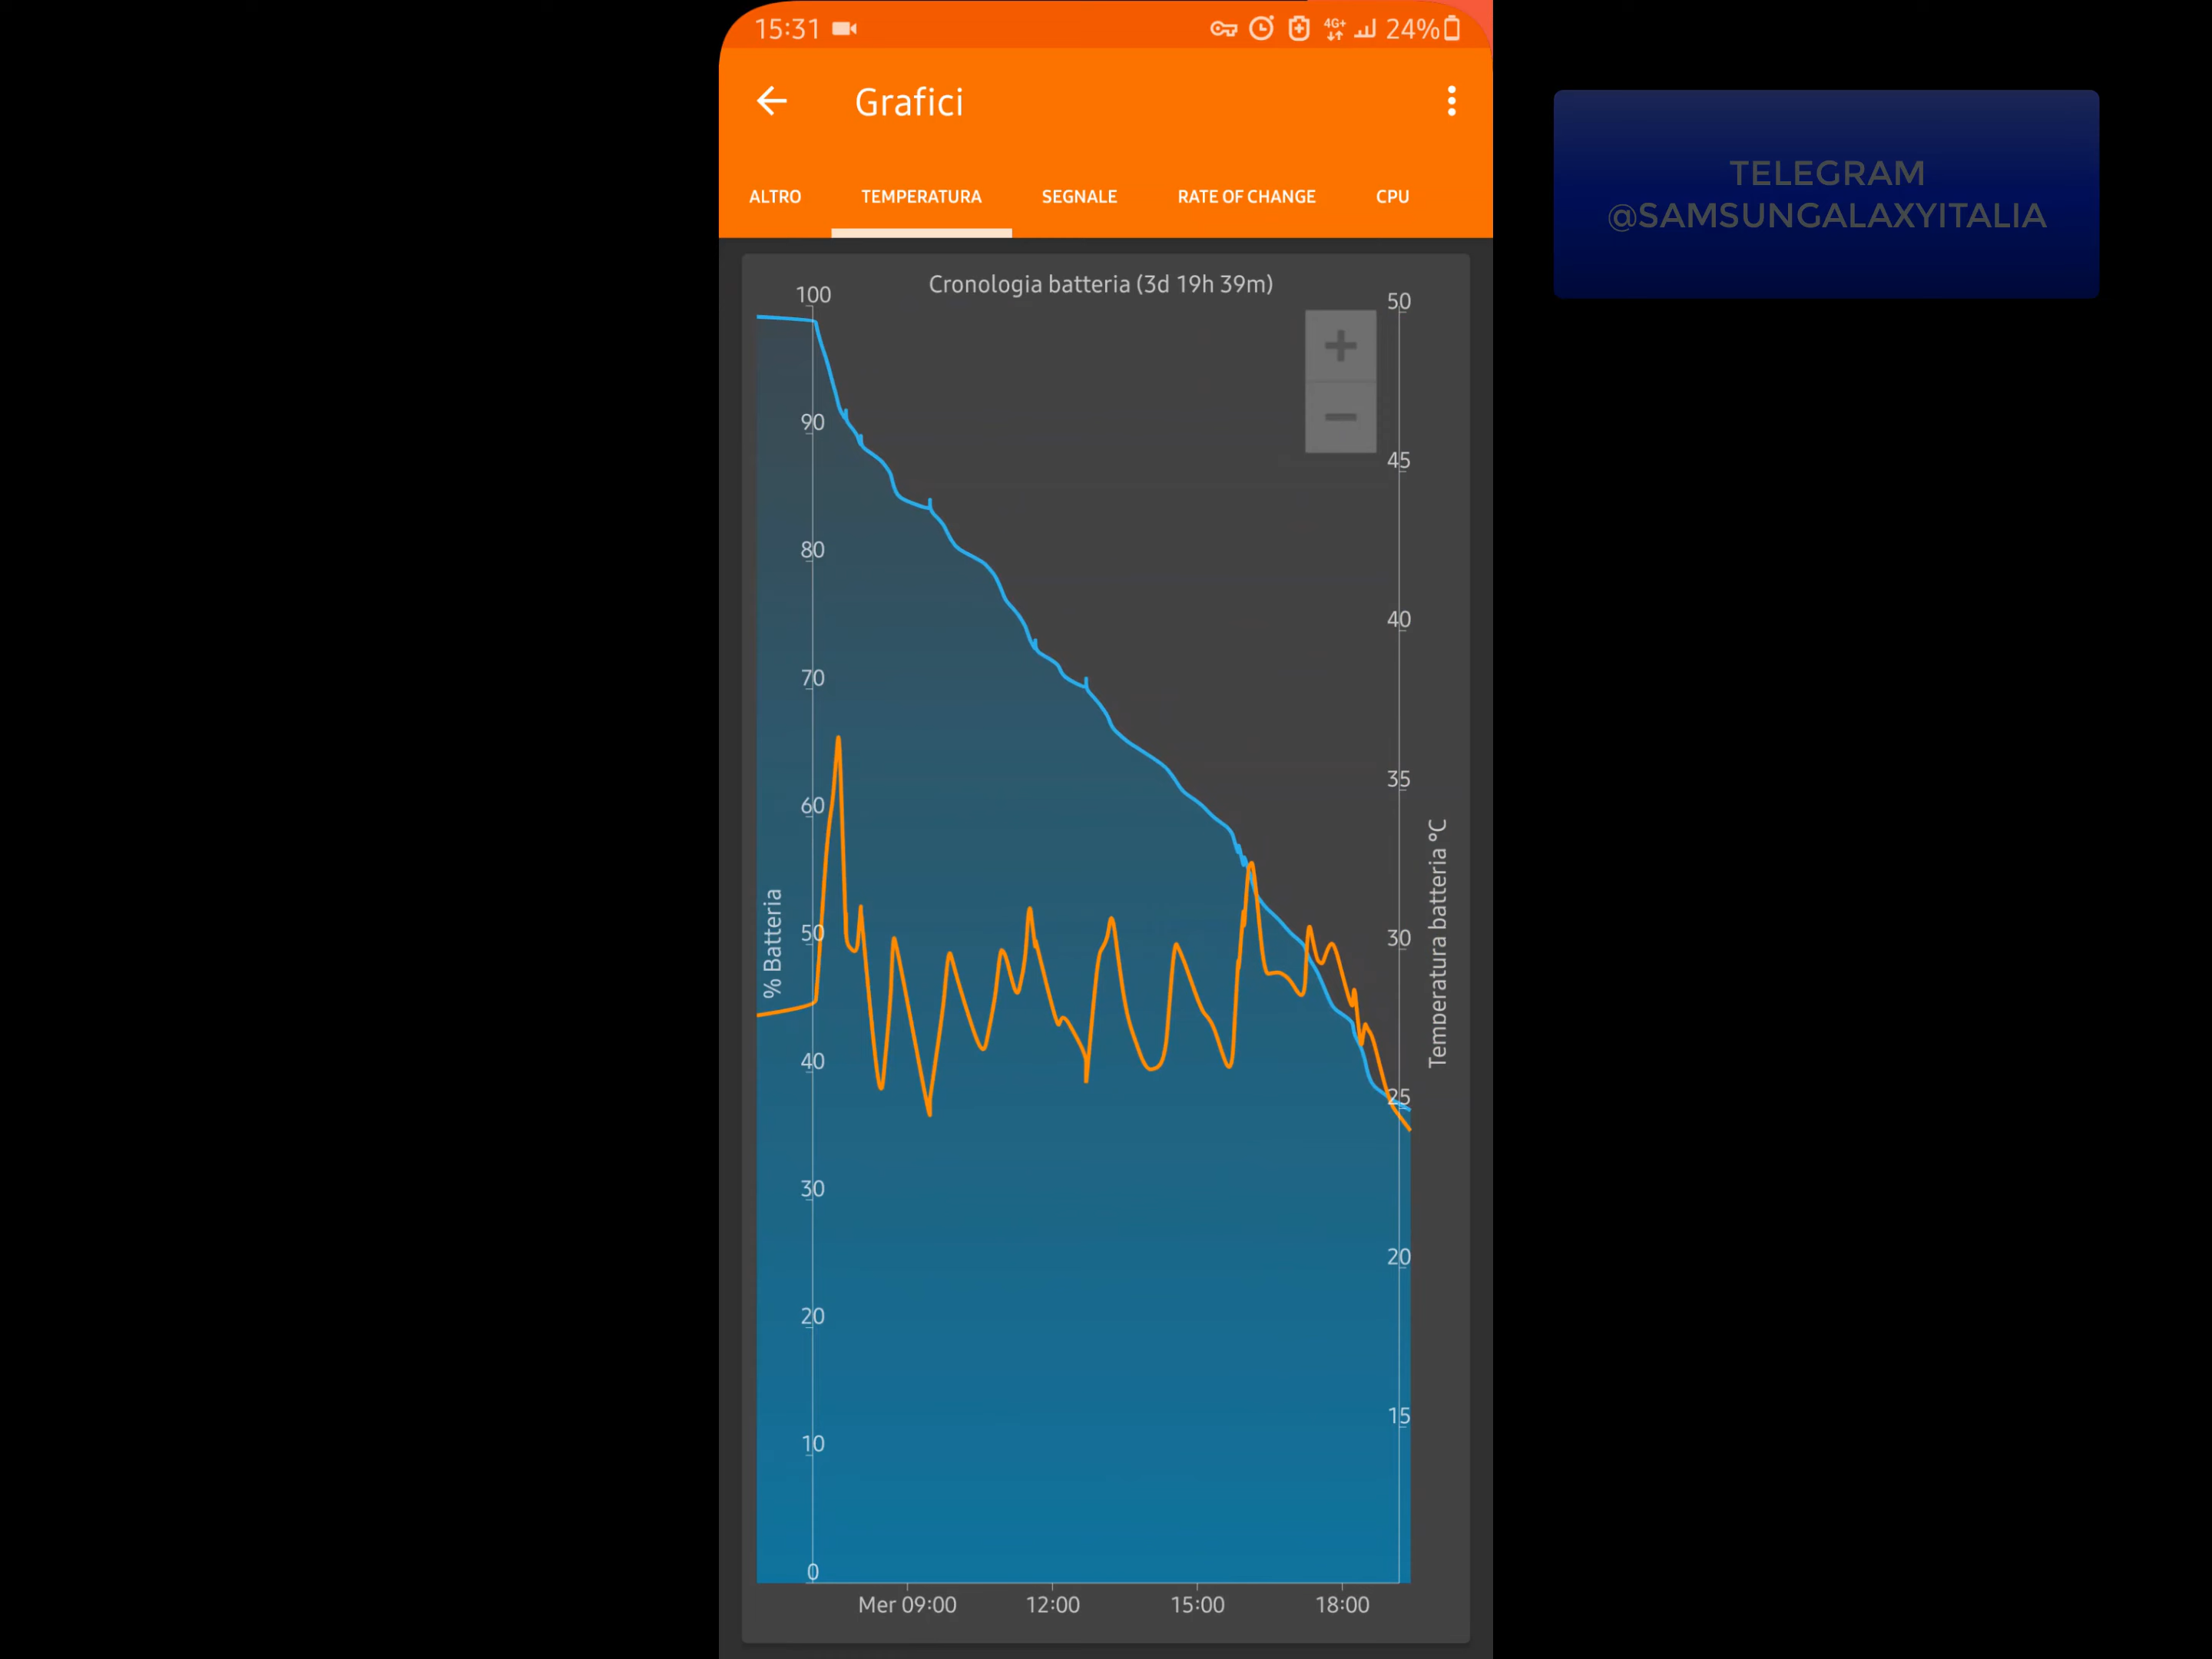 15:31
4G+
24%
Grafici
ALTRO TEMPERATURA SEGNALE RATE OF CHANGE CPU
TELEGRAM
@SAMSUNGALAXYITALIA
Cronologia batteria (3d 19h 39m)
100
90
80
70
60
50
40
30
20
10
0
% Batteria
50
45
40
35
30
25
20
15
Temperatura batteria °C
Mer 09:00 12:00 15:00 18:00